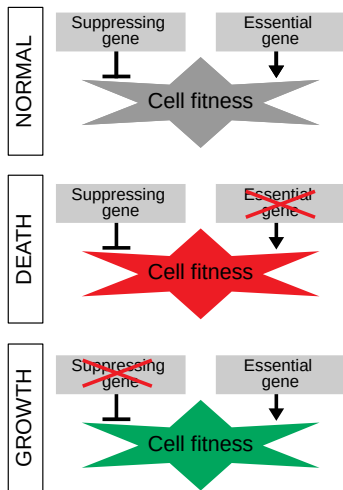 NORMAL
Suppressing
gene
Essential
gene
Cell fitness
DEATH
Suppressing
gene
Essential
gene
Cell fitness
GROWTH
Suppressing
gene
Essential
gene
Cell fitness